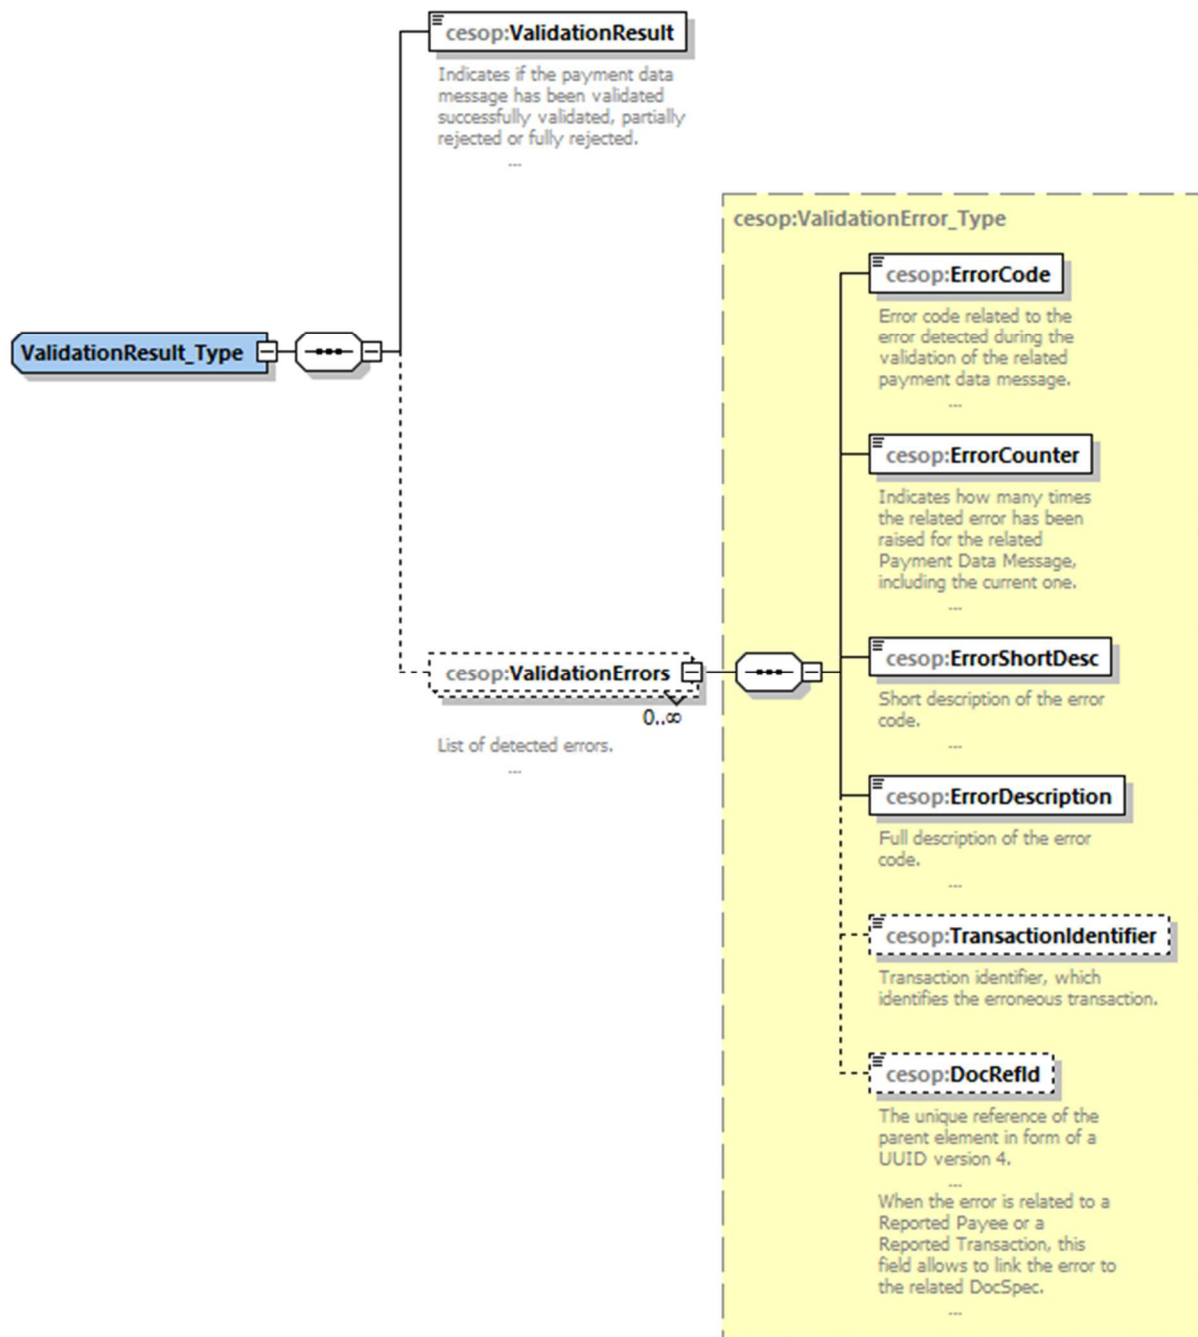 cesop:ValidationResult
Indicates if the payment data
message has been validated
successfully validated, partially
rejected or fully rejected.
...
cesop:ValidationError_Type
cesop:ErrorCode
Error code related to the
error detected during the
validation of the related
payment data message.
...
ValidationResult_Type
cesop:ErrorCounter
Indicates how many times
the related error has been
raised for the related
Payment Data Message,
including the current one.
...
cesop:ValidationErrors
0..∞
List of detected errors.
...
cesop:ErrorShortDesc
Short description of the error
code.
...
cesop:ErrorDescription
Full description of the error
code.
...
cesop:TransactionIdentifier
Transaction identifier, which
identifies the erroneous transaction.
cesop:DocRefId
The unique reference of the
parent element in form of a
UUID version 4.
...
When the error is related to a
Reported Payee or a
Reported Transaction, this
field allows to link the error to
the related DocSpec.
...